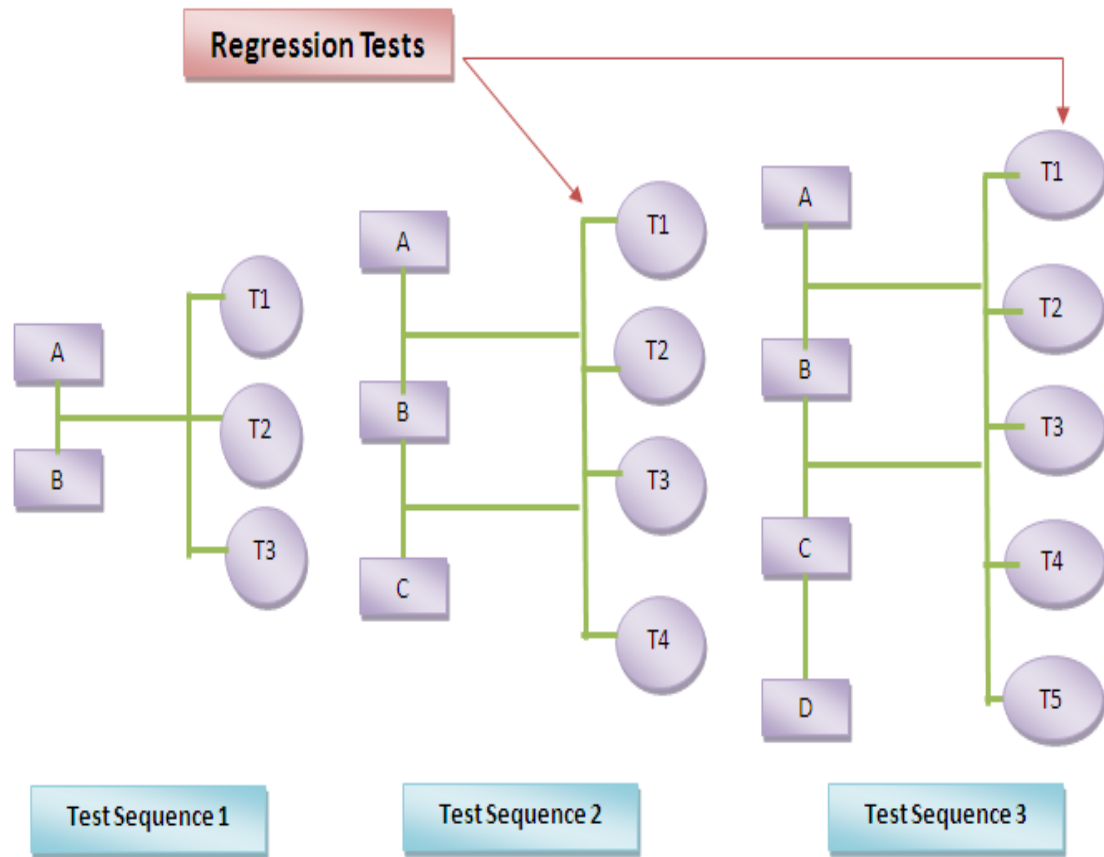 Regression Tests
A
B
T1
T2
T3
A
B
C
T1
T2
T3
T4
A
B
C
D
T1
T2
T3
T4
T5
Test Sequence 1
Test Sequence 2
Test Sequence 3